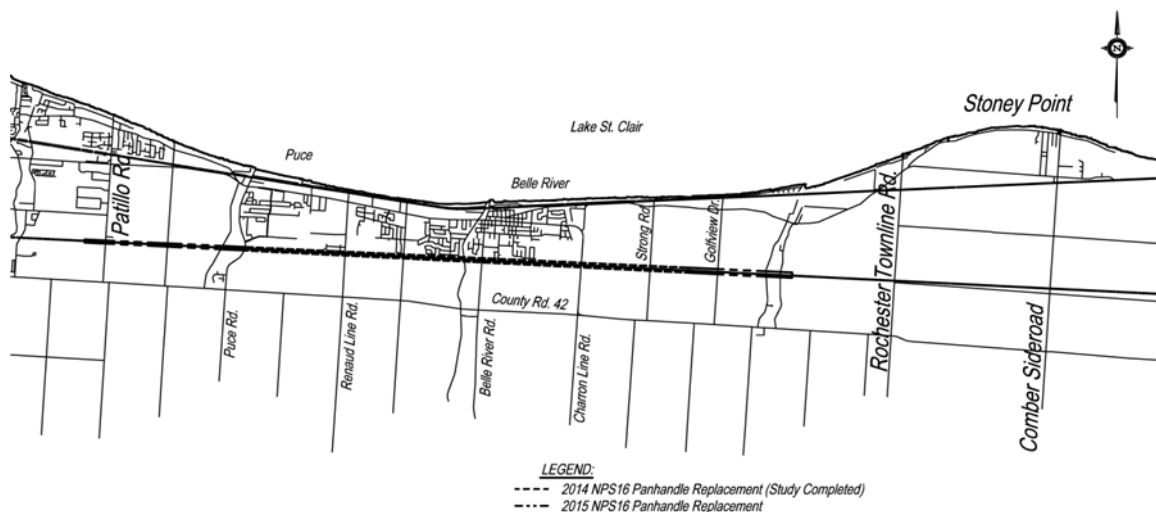 N
Stoney Point
Lake St. Clair
Puce
Belle River
Patillo Rd.
Strong Rd.
Golfview Dr.
Rochester Townline Rd.
County Rd. 42
Puce Rd.
Renaud Line Rd.
Belle River Rd.
Charron Line Rd.
Comber Sideroad
LEGEND:
2014 NPS16 Panhandle Replacement (Study Completed)
2015 NPS16 Panhandle Replacement